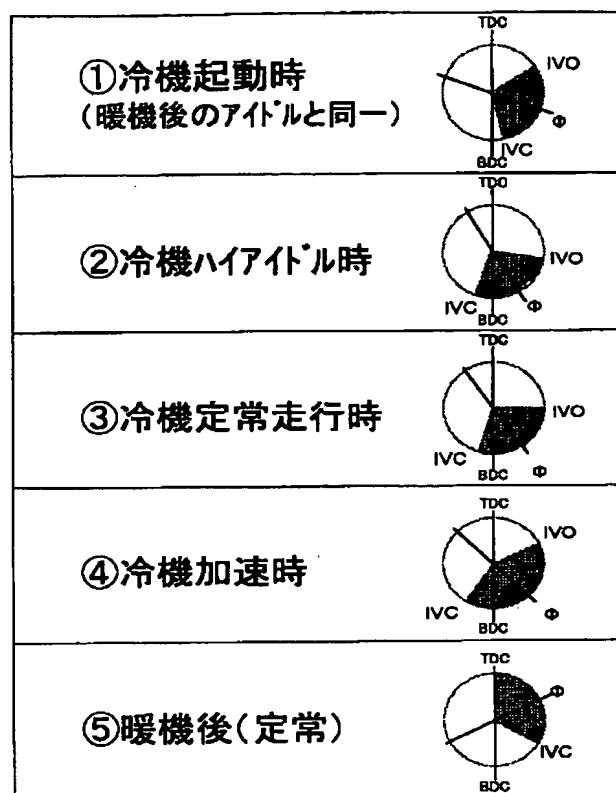 TDC
①冷機起動時
(暖機後のアイドルと同一)
IVO
Φ
IVC
BDC
TDC
②冷機ハイアイドル時
IVO
Φ
IVC
BDC
TDC
③冷機定常走行時
IVO
Φ
IVC
BDC
TDC
④冷機加速時
IVO
Φ
IVC
BDC
TDC
⑤暖機後(定常)
Φ
IVC
BDC